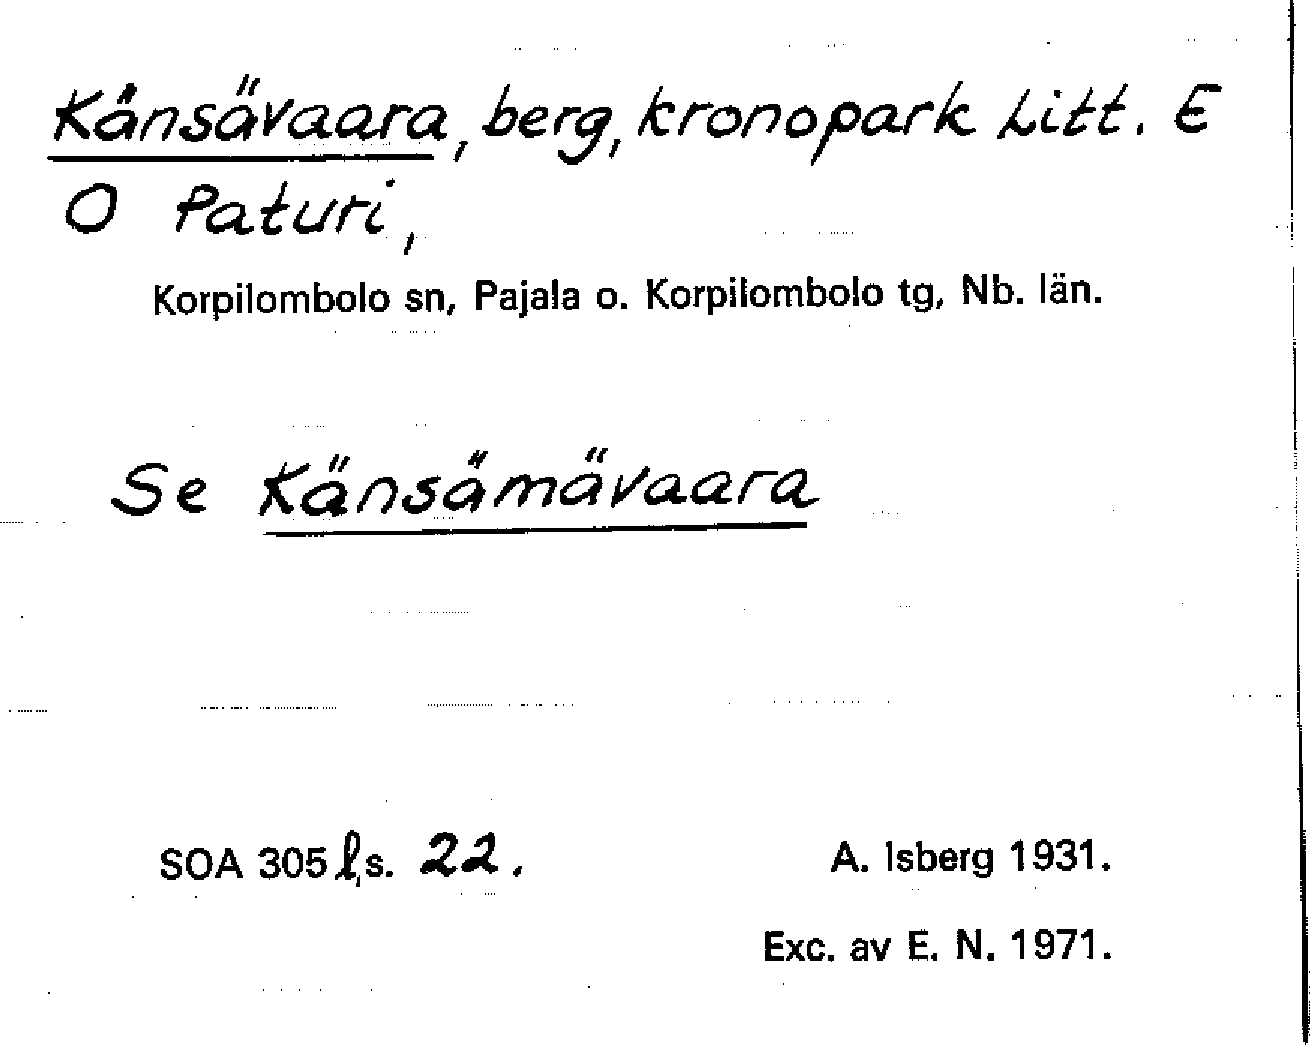 Kånsävaara, berg, kronopark Litt. E
O Paturi,
Korpilombolo sn, Pajala o. Korpilombolo tg, Nb. län.
Se Känsämävaara
SOA 305 l, s. 22.
A. Isberg 1931.
Exc. av E. N. 1971.